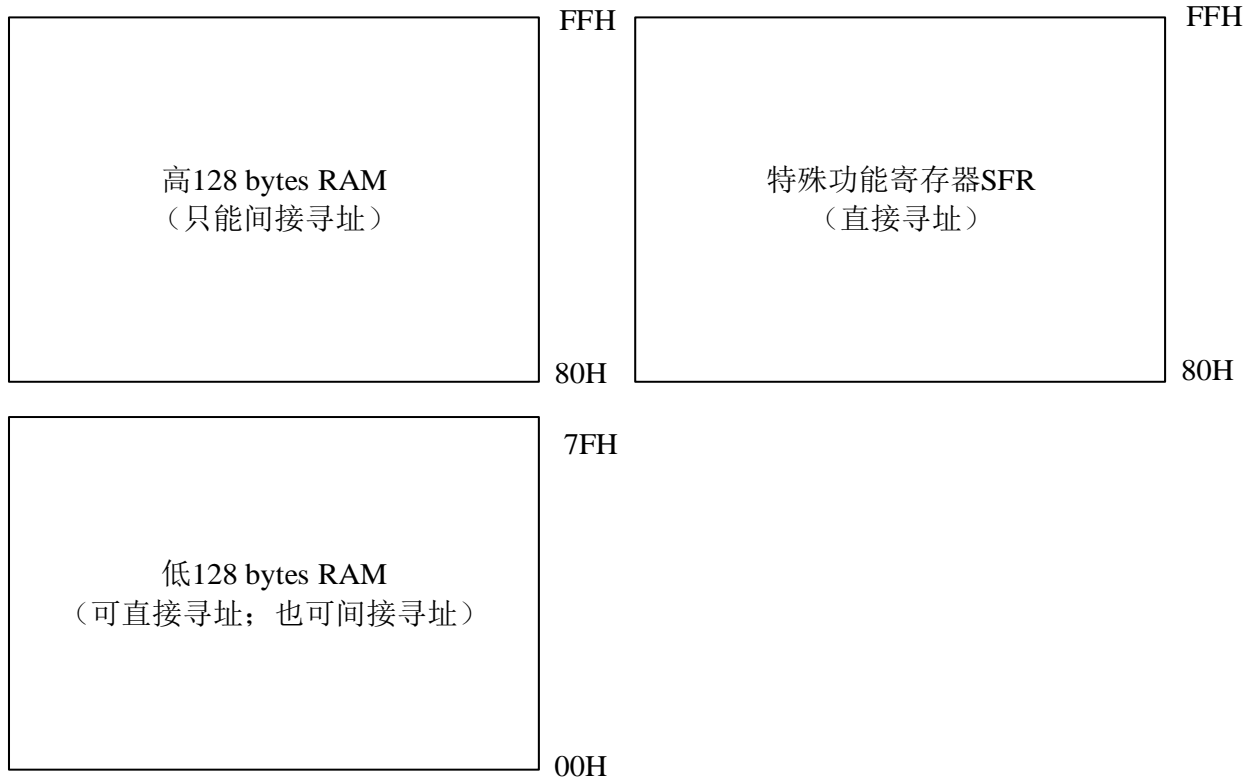 FFH
高128 bytes RAM
（只能间接寻址）
80H
FFH
特殊功能寄存器SFR
（直接寻址）
80H
7FH
低128 bytes RAM
（可直接寻址；也可间接寻址）
00H